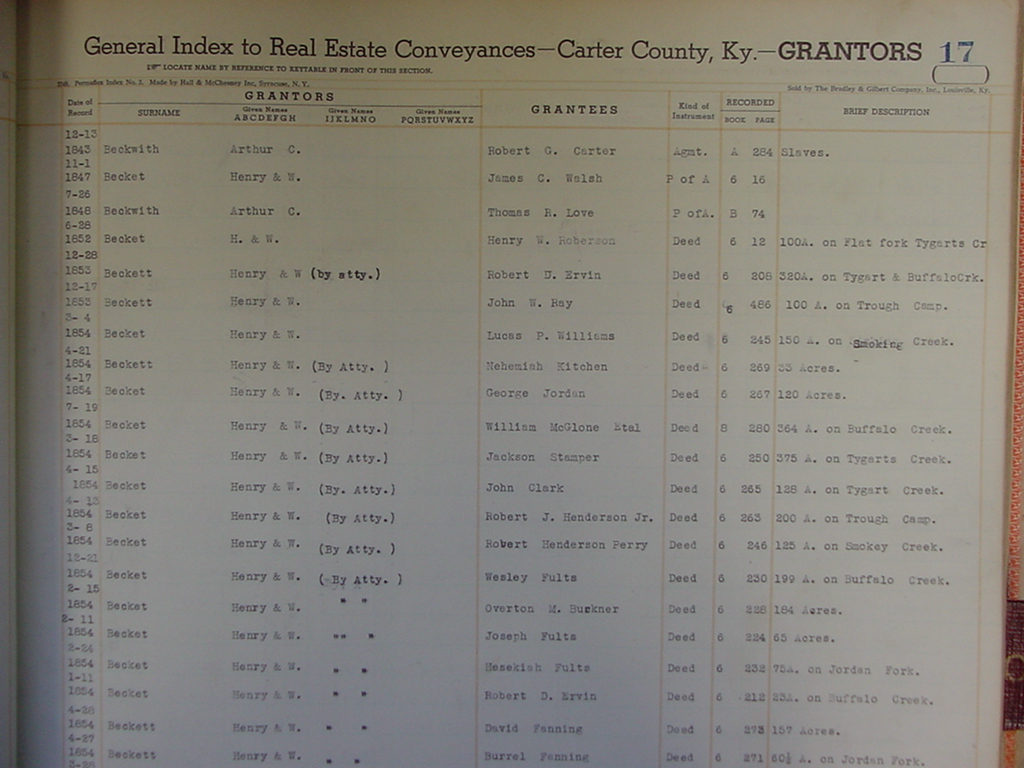 General Index to Real Estate Conveyances—Carter County, Ky.—GRANTORS 17
LOCATE NAME BY REFERENCE TO KEYTABLE IN FRONT OF THIS SECTION.
Permaflex Index No. 2. Made by Hall & McChesney Inc, Syracuse, N. Y. Sold by The Bradley & Gilbert Company, Inc., Louisville, Ky.
Date of Record GRANTORS SURNAME Given Names ABCDEFGH Given Names IJKLMNO Given Names PQRSTUVWXYZ GRANTEES Kind of Instrument RECORDED BOOK PAGE BRIEF DESCRIPTION
12-13
1843 Beckwith Arthur C. Robert G. Carter Agmt. A 284 Slaves.
11-1
1847 Becket Henry & W. James C. Walsh P of A 6 16
7-26
1848 Beckwith Arthur C. Thomas R. Love P ofA. B 74
6-28
1852 Becket H. & W. Henry W. Roberson Deed 6 12 100A. on Flat fork Tygarts Cr
12-28
1853 Beckett Henry & W (by atty.) Robert D. Ervin Deed 6 208 320A. on Tygart & BuffaloCrk.
12-17
1853 Beckett Henry & W. John W. Ray Deed 6 486 100 A. on Trough Camp.
3- 4
1854 Becket Henry & W. Lucas P. Williams Deed 6 245 150 A. on Smoking Creek.
4-21
1854 Beckett Henry & W. (By Atty. ) Nehemiah Kitchen Deed 6 269 33 Acres.
4-17
1854 Becket Henry & W. (By. Atty. ) George Jordan Deed 6 267 120 Acres.
7- 19
1854 Becket Henry & W. (By Atty.) William McGlone Etal Deed 8 280 364 A. on Buffalo Creek.
3- 18
1854 Becket Henry & W. (By Atty.) Jackson Stamper Deed 6 250 375 A. on Tygarts Creek.
4- 15
1854 Becket Henry & W. (By. Atty.) John Clark Deed 6 265 128 A. on Tygart Creek.
4- 13
1854 Becket Henry & W. (By Atty.) Robert J. Henderson Jr. Deed 6 263 200 A. on Trough Camp.
3- 8
1854 Becket Henry & W. (By Atty. ) Robert Henderson Perry Deed 6 246 125 A. on Smokey Creek.
12-21
1854 Becket Henry & W. ( By Atty. ) Wesley Fults Deed 6 230 199 A. on Buffalo Creek.
2- 15
1854 Becket Henry & W. " " Overton M. Buckner Deed 6 228 184 Acres.
2- 11
1854 Becket Henry & W. "" " Joseph Fults Deed 6 224 65 Acres.
2-24
1854 Becket Henry & W. " " Hesekiah Fults Deed 6 232 75A. on Jordan Fork.
1-11
1854 Becket Henry & W. " " Robert D. Ervin Deed 6 212 23A. on Buffalo Creek.
4-28
1854 Beckett Henry & W. " " David Fanning Deed 6 273 157 Acres.
4-27
1854 Beckett Henry & W. " " Burrel Fanning Deed 6 271 60½ A. on Jordan Fork.